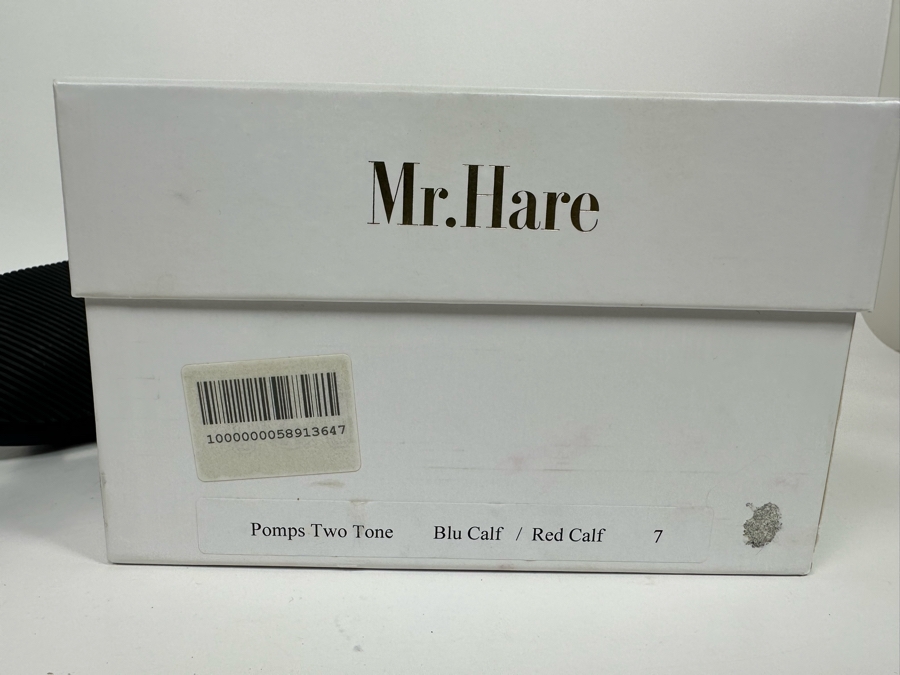 Mr.Hare
1000000058913647
Pomps Two Tone Blu Calf / Red Calf 7